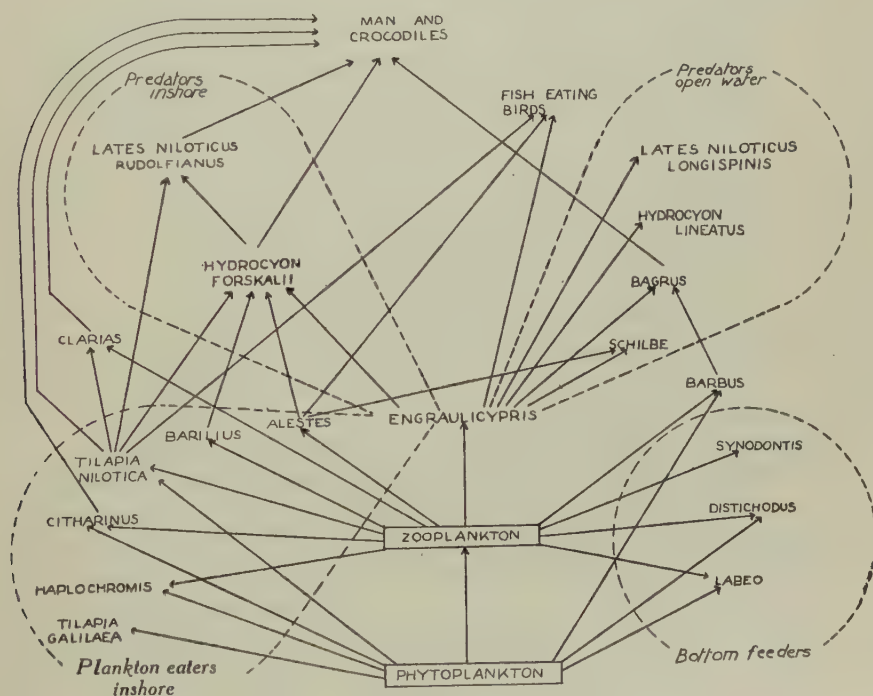 MAN AND
CROCODILES
Predators
inshore
Predators
open water
FISH EATING
BIRDS
LATES NILOTICUS
RUDOLFIANUS
LATES NILOTICUS
LONGISPINIS
HYDROCYON
LINEATUS
HYDROCYON
FORSKALII
BAGRUS
CLARIAS
SCHILBE
BARBUS
ALESTES
ENGRAULICYPRIS
BARILIUS
SYNODONTIS
TILAPIA
NILOTICA
DISTICHODUS
CITHARINUS
ZOOPLANKTON
HAPLOCHROMIS
LABEO
TILAPIA
GALILAEA
Plankton eaters
inshore
PHYTOPLANKTON
Bottom feeders